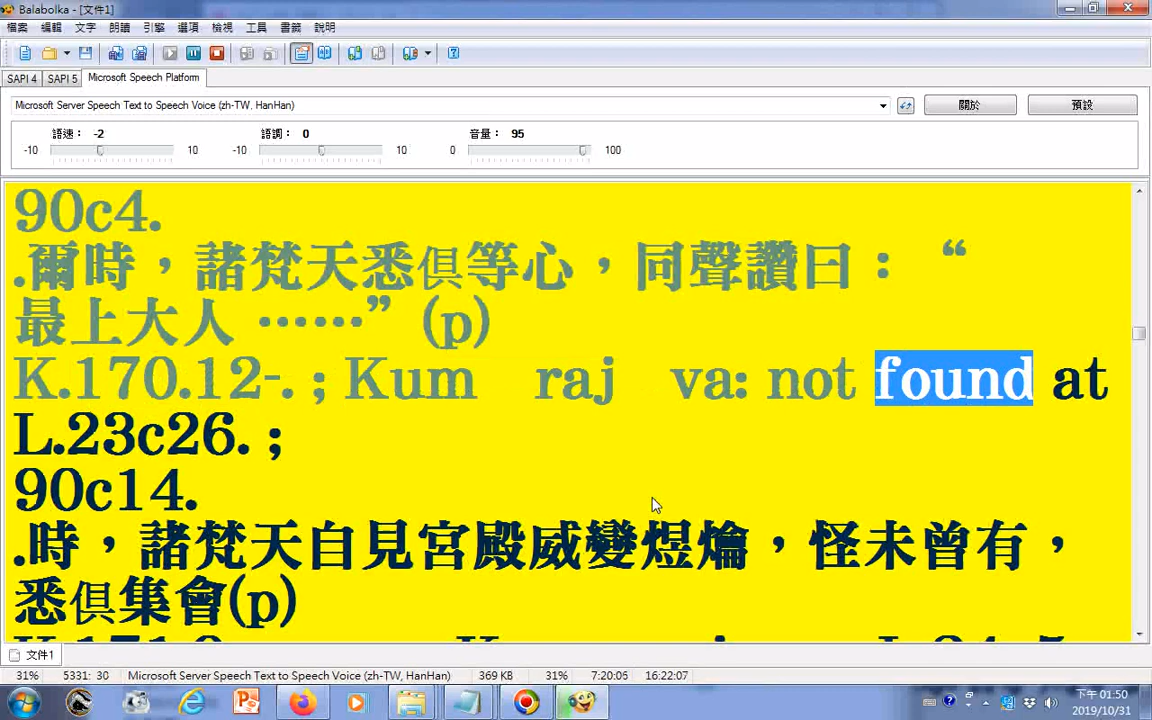 Balabolka - [文件1]
檔案 編輯 文字 朗讀 引擎 選項 檢視 工具 書籤 說明
SAPI 4 SAPI 5 Microsoft Speech Platform
Microsoft Server Speech Text to Speech Voice (zh-TW, HanHan)
關於 預設
語速： -2 語調： 0 音量： 95
-10 10 -10 10 0 100
90c4.
.爾時，諸梵天悉俱等心，同聲讚曰：“
最上大人 ……”(p)
K.170.12-. ; Kum raj va: not found at
L.23c26. ;
90c14.
.時，諸梵天自見宮殿威變煜爚，怪未曾有，
悉俱集會(p)
文件1
31% 5331: 30 Microsoft Server Speech Text to Speech Voice (zh-TW, HanHan) 369 KB 31% 7:20:06 16:22:07
下午 01:50
2019/10/31